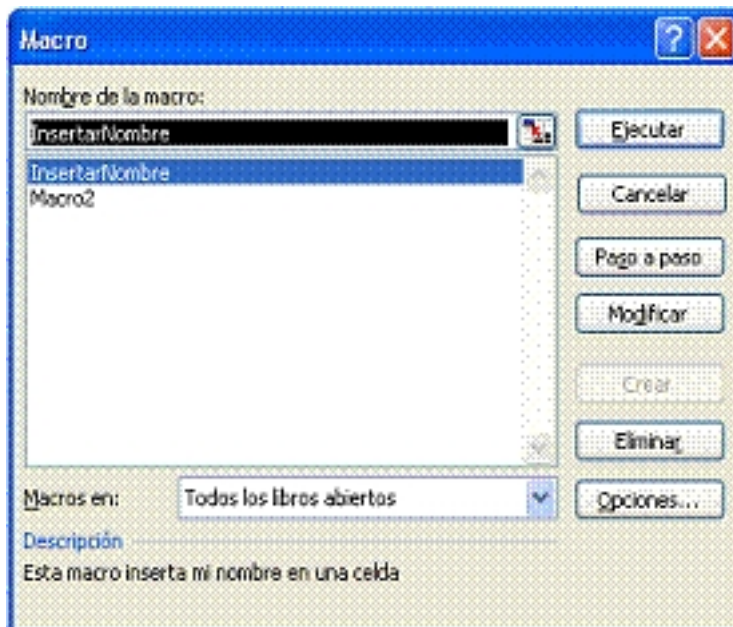 Macro
Nombre de la macro:
InsertarNombre
Ejecutar
InsertarNombre
Macro2
Cancelar
Paso a paso
Modificar
Crear
Eliminar
Macros en:
Todos los libros abiertos
Opciones...
Descripción
Esta macro inserta mi nombre en una celda